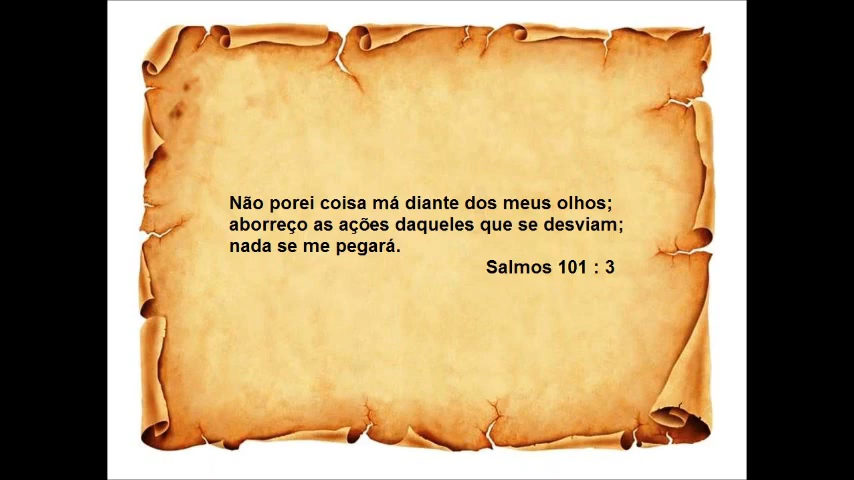 Não porei coisa má diante dos meus olhos;
aborreço as ações daqueles que se desviam;
nada se me pegará.
Salmos 101 : 3